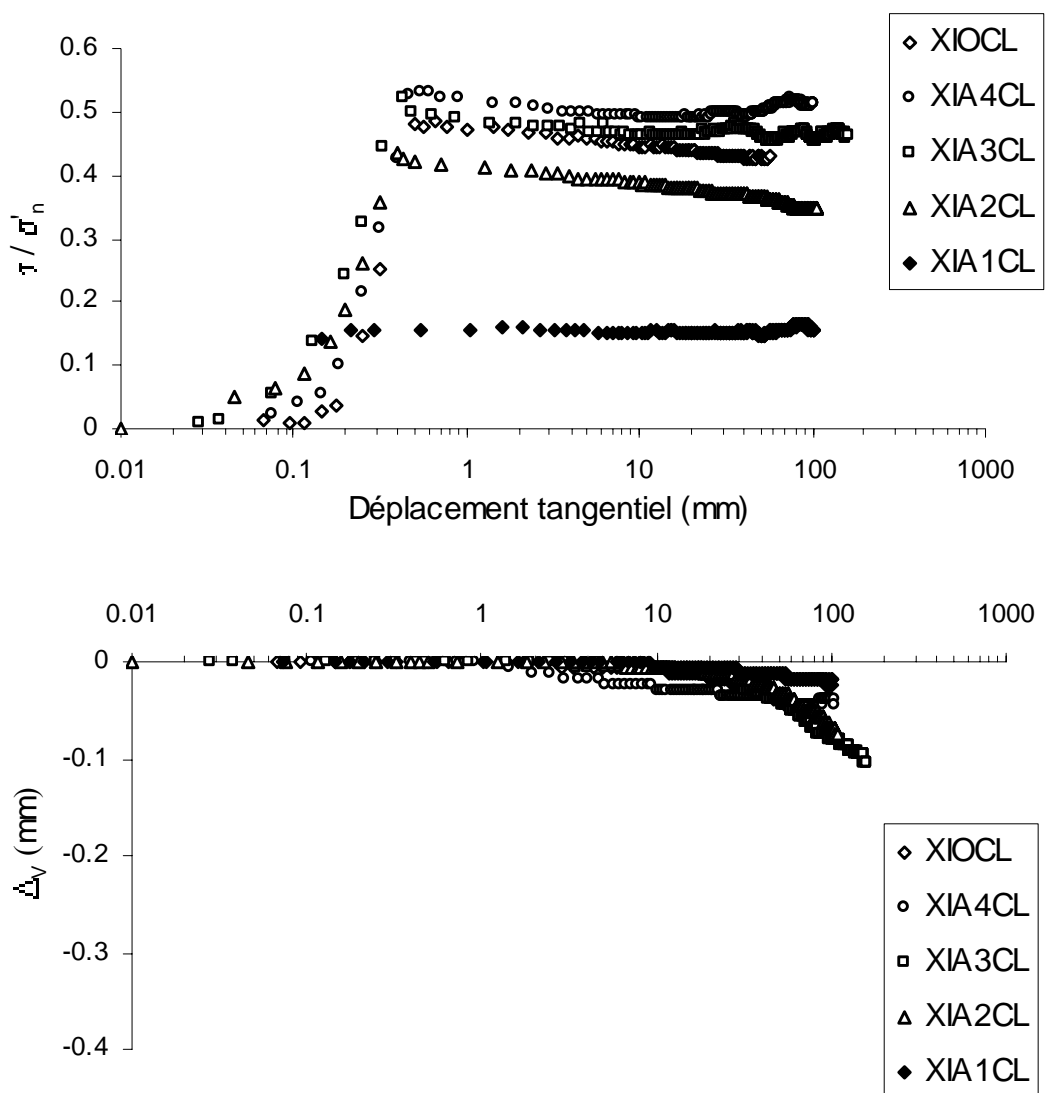 0.6
0.5
0.4
0.3
0.2
0.1
0
τ / σ'n
0.01 0.1 1 10 100 1000
Déplacement tangentiel (mm)
XIOCL
XIA4CL
XIA3CL
XIA2CL
XIA1CL
0.01 0.1 1 10 100 1000
0
-0.1
-0.2
-0.3
-0.4
ΔV (mm)
XIOCL
XIA4CL
XIA3CL
XIA2CL
XIA1CL